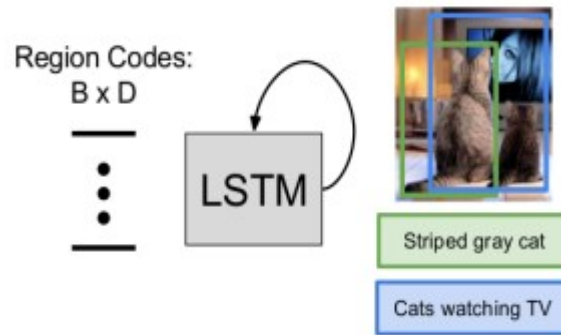 Region Codes:
B x D
LSTM
Striped gray cat
Cats watching TV